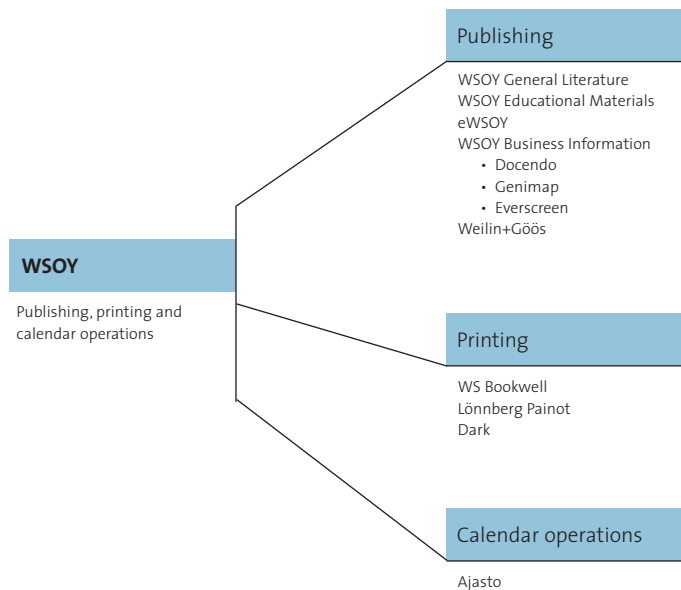 WSOY
Publishing, printing and
calendar operations
Publishing
WSOY General Literature
WSOY Educational Materials
eWSOY
WSOY Business Information
• Docendo
• Genimap
• Everscreen
Weilin+Göös
Printing
WS Bookwell
Lönnberg Painot
Dark
Calendar operations
Ajasto